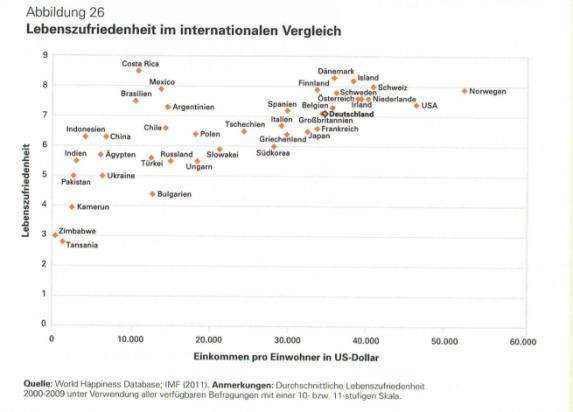 Abbildung 26
Lebenszufriedenheit im internationalen Vergleich
Lebenszufriedenheit
9
8
7
6
5
4
3
2
1
0
Costa Rica
Mexico
Brasilien
Argentinien
Dänemark
Island
Finnland
Schweiz
Norwegen
Schweden
Österreich
Niederlande
Irland
USA
Spanien
Belgien
Deutschland
Italien
Großbritannien
Frankreich
Japan
Griechenland
Südkorea
Tschechien
Indonesien
China
Chile
Polen
Indien
Ägypten
Türkei
Russland
Ungarn
Slowakei
Pakistan
Ukraine
Bulgarien
Kamerun
Zimbabwe
Tansania
0
10.000
20.000
30.000
40.000
50.000
60.000
Einkommen pro Einwohner in US-Dollar
Quelle: World Happiness Database; IMF (2011). Anmerkungen: Durchschnittliche Lebenszufriedenheit
2000-2009 unter Verwendung aller verfügbaren Befragungen mit einer 10- bzw. 11-stufigen Skala.